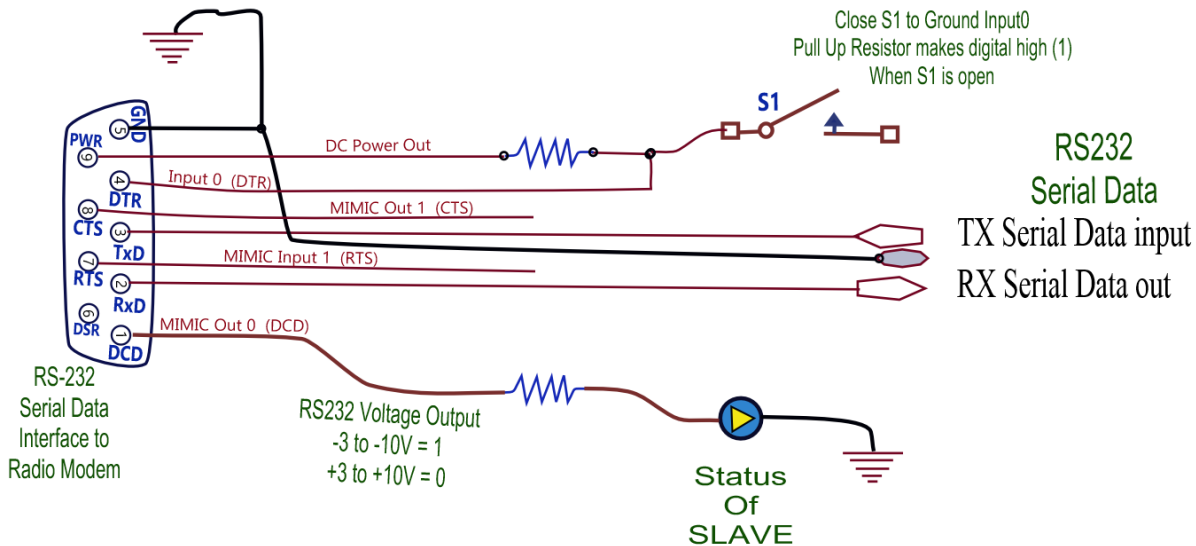 Close S1 to Ground Input0
Pull Up Resistor makes digital high (1)
When S1 is open
S1
GND
5
PWR
9
DC Power Out
4
Input 0 (DTR)
DTR
8
MIMIC Out 1 (CTS)
CTS
3
TxD
7
MIMIC Input 1 (RTS)
RTS
2
RxD
6
DSR
1
MIMIC Out 0 (DCD)
DCD
RS232
Serial Data
TX Serial Data input
RX Serial Data out
RS-232
Serial Data
Interface to
Radio Modem
RS232 Voltage Output
-3 to -10V = 1
+3 to +10V = 0
Status
Of
SLAVE